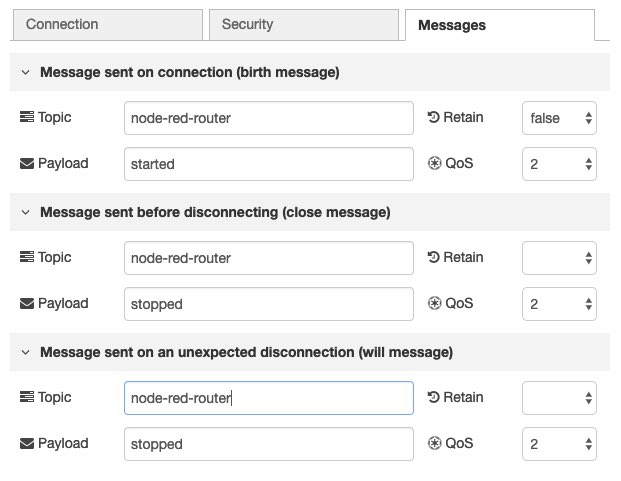 Connection Security Messages
Message sent on connection (birth message)
Topic node-red-router Retain false
Payload started QoS 2
Message sent before disconnecting (close message)
Topic node-red-router Retain
Payload stopped QoS 2
Message sent on an unexpected disconnection (will message)
Topic node-red-router Retain
Payload stopped QoS 2